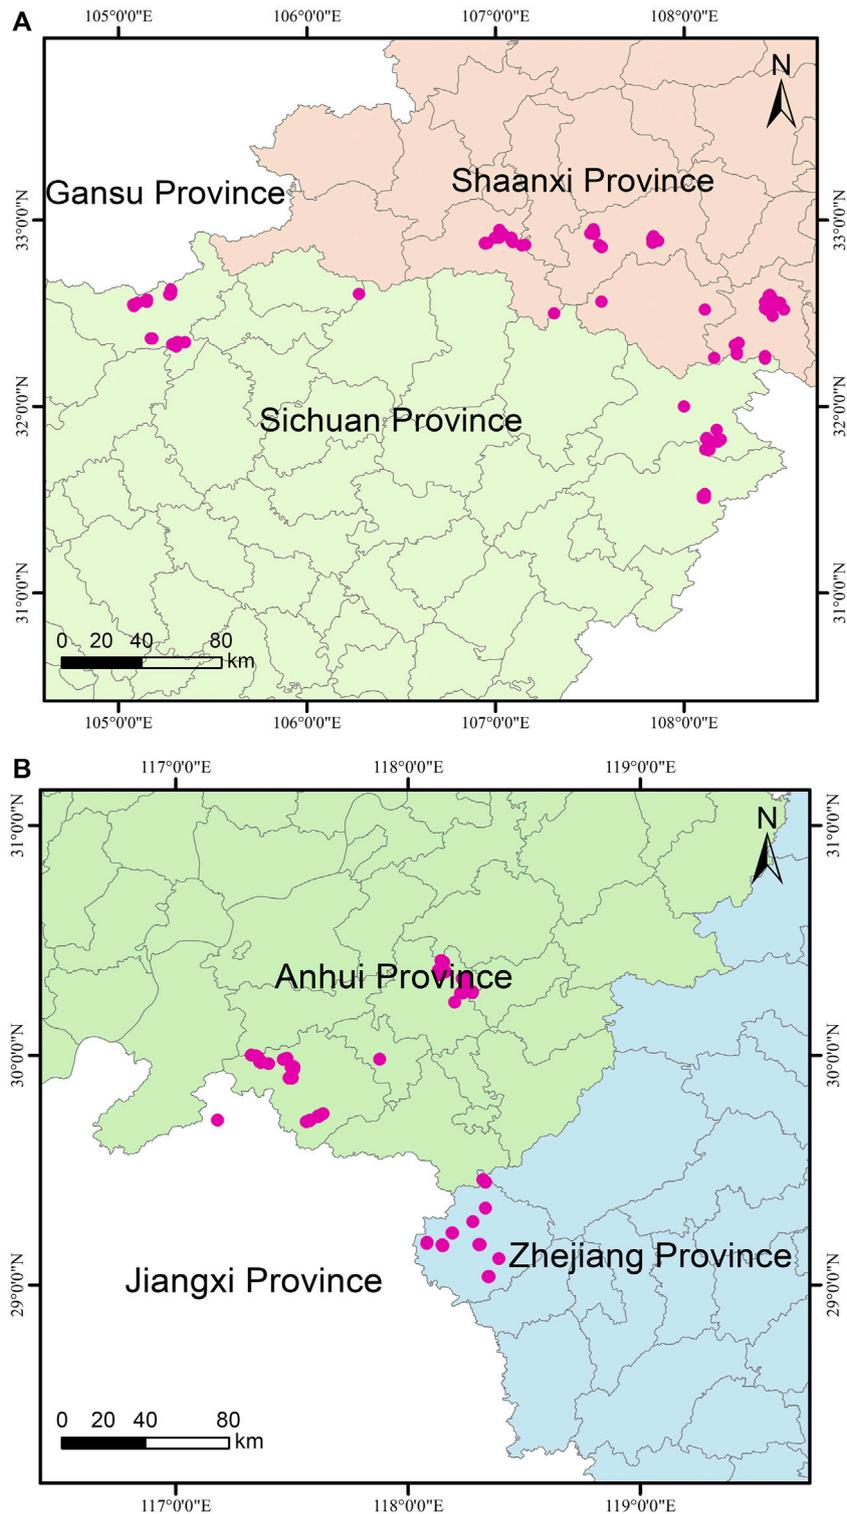 A
105°0'0"E 106°0'0"E 107°0'0"E 108°0'0"E
N
Shaanxi Province
Gansu Province
33°0'0"N 33°0'0"N
32°0'0"N 32°0'0"N
Sichuan Province
31°0'0"N 31°0'0"N
0 20 40 80
km
105°0'0"E 106°0'0"E 107°0'0"E 108°0'0"E
B
117°0'0"E 118°0'0"E 119°0'0"E
31°0'0"N 31°0'0"N
N
Anhui Province
30°0'0"N 30°0'0"N
Zhejiang Province
Jiangxi Province
29°0'0"N 29°0'0"N
0 20 40 80
km
117°0'0"E 118°0'0"E 119°0'0"E